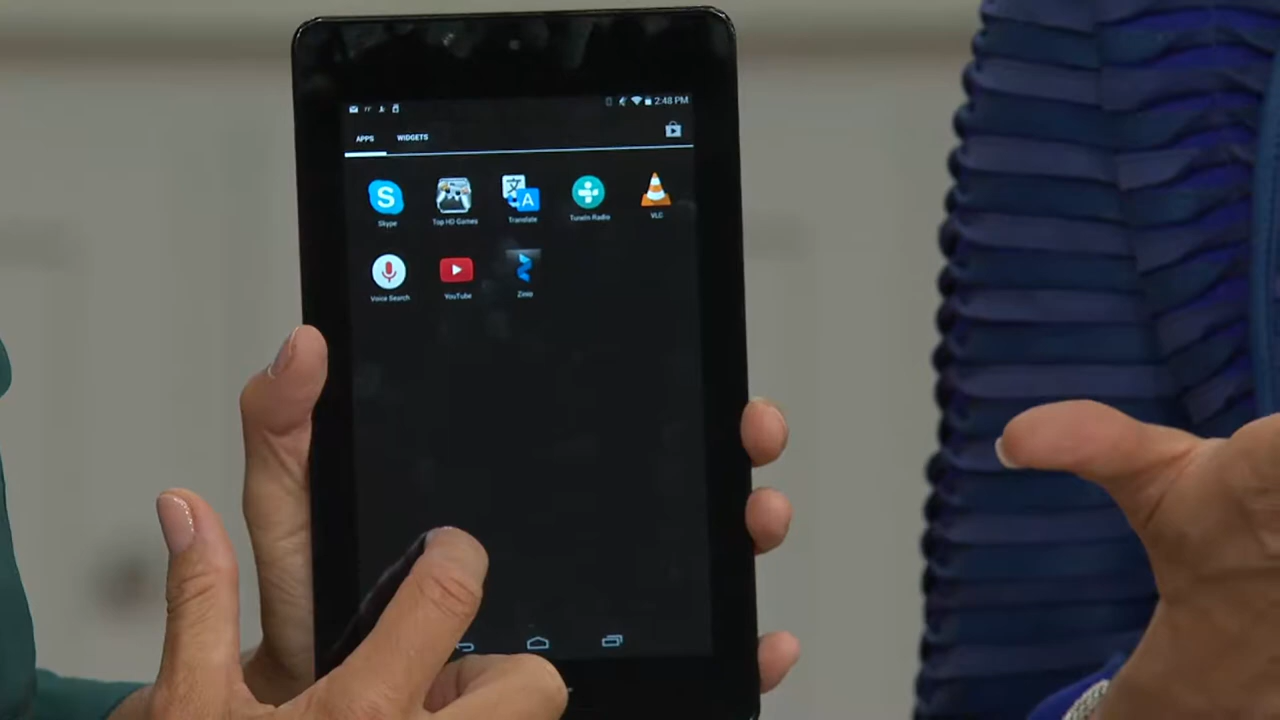 2:48 PM
APPS WIDGETS
Skype Top HD Games Translate TuneIn Radio VLC
Voice Search YouTube Zinio